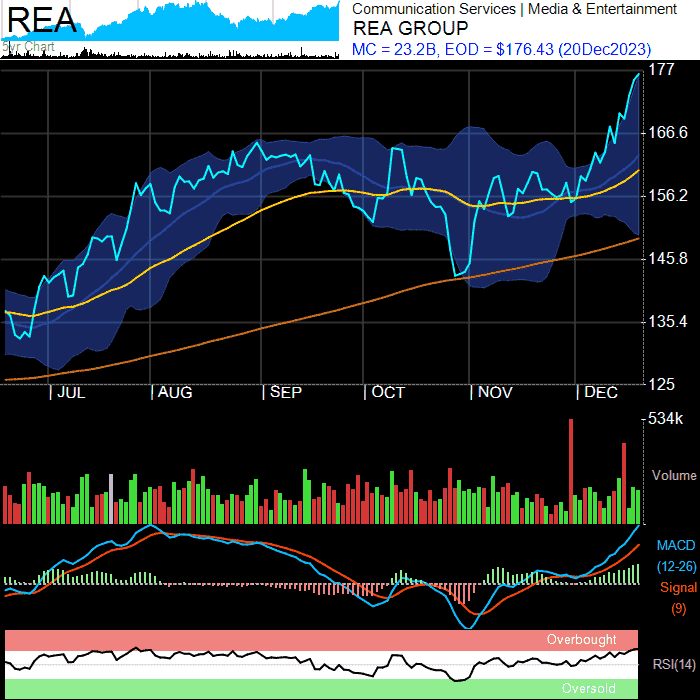 REA
5yr Chart
Communication Services | Media & Entertainment
REA GROUP
MC = 23.2B, EOD = $176.43 (20Dec2023)
177
166.6
156.2
145.8
135.4
125
| JUL | AUG | SEP | OCT | NOV | DEC
534k
Volume
MACD
(12-26)
Signal
(9)
Overbought
RSI(14)
Oversold